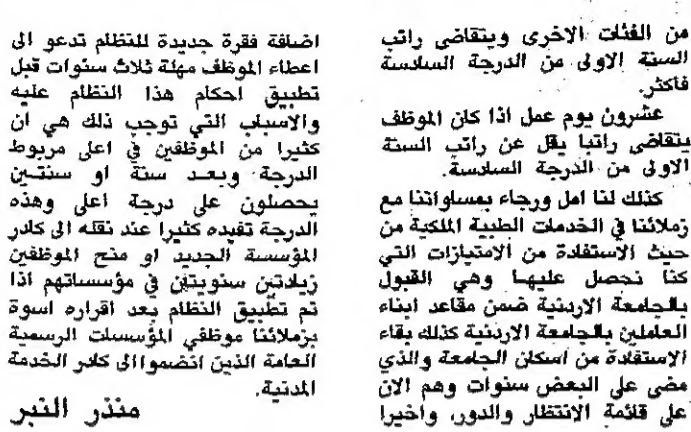 من الفئات الاخرى ويتقاضى راتب
السنة الاولى من الدرجة السادسة
فأكثر.
عشرون يوم عمل اذا كان الموظف
يتقاضى راتبا يقل عن راتب السنة
الاولى من الدرجة السادسة.
كذلك لنا امل ورجاء بمساواتنا مع
زملائنا في الخدمات الطبية الملكية من
حيث الاستفادة من الامتيازات التي
كنا نحصل عليها وهي القبول
بالجامعة الاردنية ضمن مقاعد ابناء
العاملين بالجامعة الاردنية كذلك بقاء
الاستفادة من اسكان الجامعة والذي
مضى على البعض سنوات وهم الان
على قائمة الانتظار والدور، واخيرا
اضافة فقرة جديدة للنظام تدعو الى
اعطاء الموظف مهلة ثلاث سنوات قبل
تطبيق احكام هذا النظام عليه
والاسباب التي توجب ذلك هي ان
كثيرا من الموظفين في اعلى مربوط
الدرجة وبعد سنة او سنتين
يحصلون على درجة اعلى وهذه
الدرجة تفيده كثيرا عند نقله الى كادر
المؤسسة الجديد او منح الموظفين
زيادتين سنويتين في مؤسساتهم اذا
تم تطبيق النظام بعد اقراره اسوة
بزملائنا موظفي المؤسسات الرسمية
العامة الذين انضموا الى كادر الخدمة
المدنية.
منذر النبر